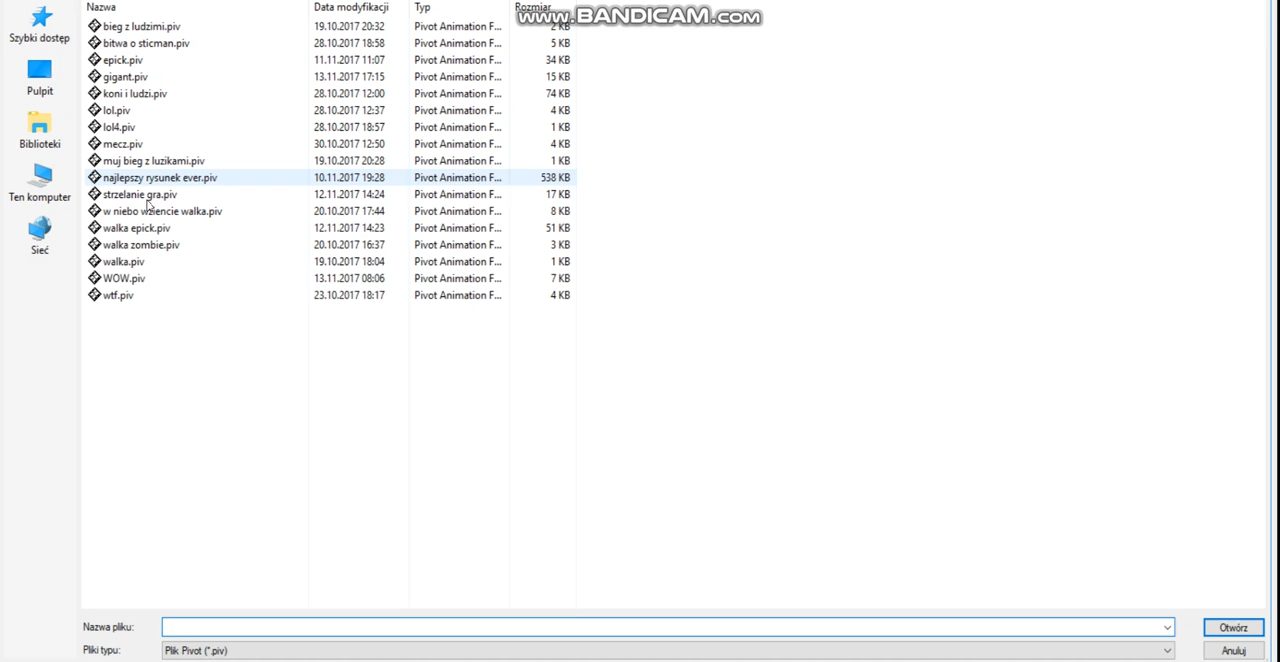 Nazwa Data modyfikacji Typ Rozmiar
www.BANDICAM.com
Szybki dostęp
Pulpit
Biblioteki
Ten komputer
Sieć
bieg z ludzimi.piv 19.10.2017 20:32 Pivot Animation F... 2 KB
bitwa o sticman.piv 28.10.2017 18:58 Pivot Animation F... 5 KB
epick.piv 11.11.2017 11:07 Pivot Animation F... 34 KB
gigant.piv 13.11.2017 17:15 Pivot Animation F... 15 KB
koni i ludzi.piv 28.10.2017 12:00 Pivot Animation F... 74 KB
lol.piv 28.10.2017 12:37 Pivot Animation F... 4 KB
lol4.piv 28.10.2017 18:57 Pivot Animation F... 1 KB
mecz.piv 30.10.2017 12:50 Pivot Animation F... 4 KB
muj bieg z luzikami.piv 19.10.2017 20:28 Pivot Animation F... 1 KB
najlepszy rysunek ever.piv 10.11.2017 19:28 Pivot Animation F... 538 KB
strzelanie gra.piv 12.11.2017 14:24 Pivot Animation F... 17 KB
w niebo wziencie walka.piv 20.10.2017 17:44 Pivot Animation F... 8 KB
walka epick.piv 12.11.2017 14:23 Pivot Animation F... 51 KB
walka zombie.piv 20.10.2017 16:37 Pivot Animation F... 3 KB
walka.piv 19.10.2017 18:04 Pivot Animation F... 1 KB
WOW.piv 13.11.2017 08:06 Pivot Animation F... 7 KB
wtf.piv 23.10.2017 18:17 Pivot Animation F... 4 KB
Nazwa pliku: Otwórz
Pliki typu: Plik Pivot (*.piv) Anuluj